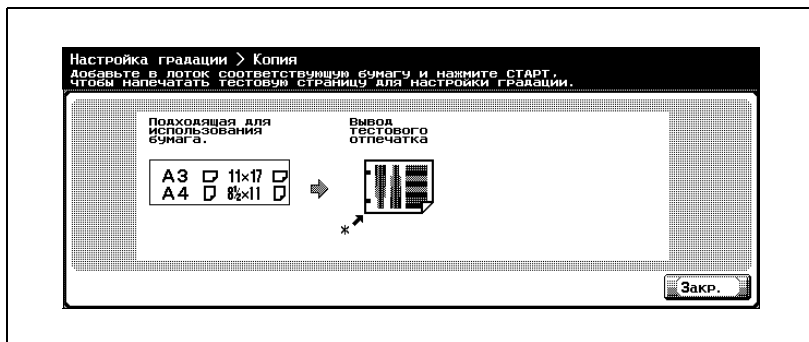 Настройка градации > Копия
Добавьте в лоток соответствующую бумагу и нажмите СТАРТ,
чтобы напечатать тестовую страницу для настройки градации.
Подходящая для
использования
бумага.
Вывод
тестового
отпечатка
A3 11×17
A4 8½×11
*
Закр.